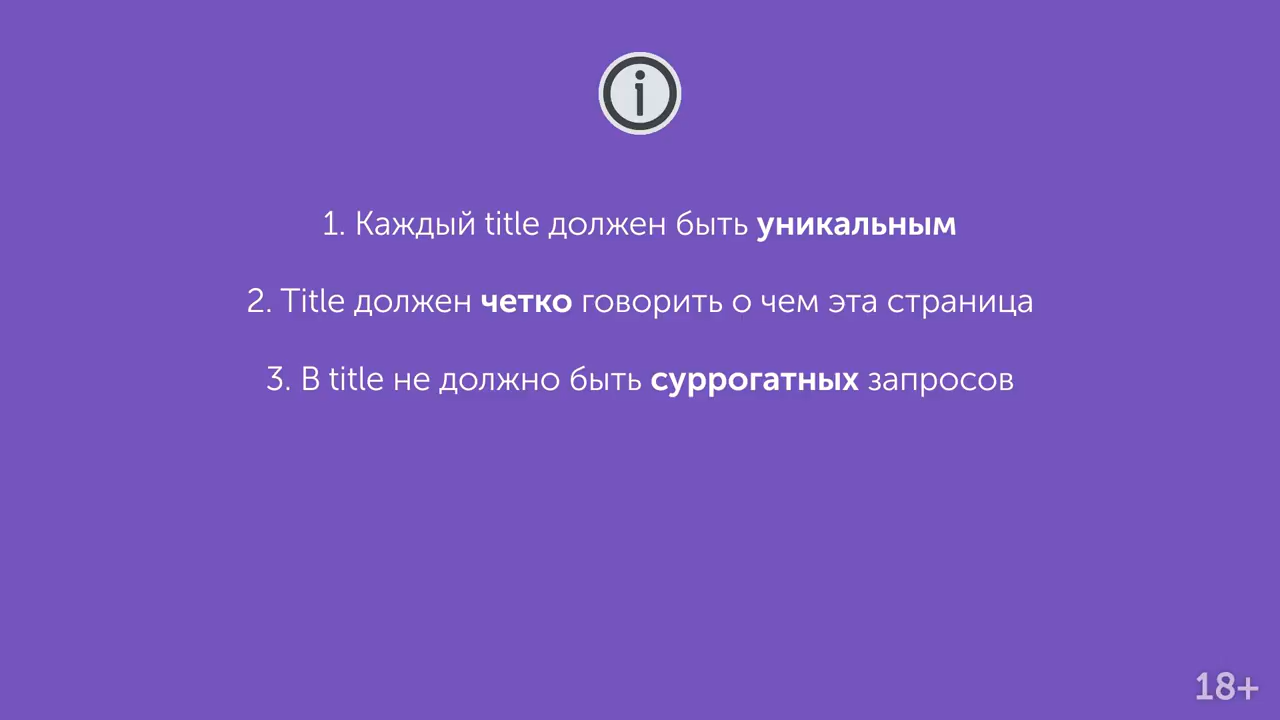 1. Каждый title должен быть уникальным
2. Title должен четко говорить о чем эта страница
3. В title не должно быть суррогатных запросов
18+